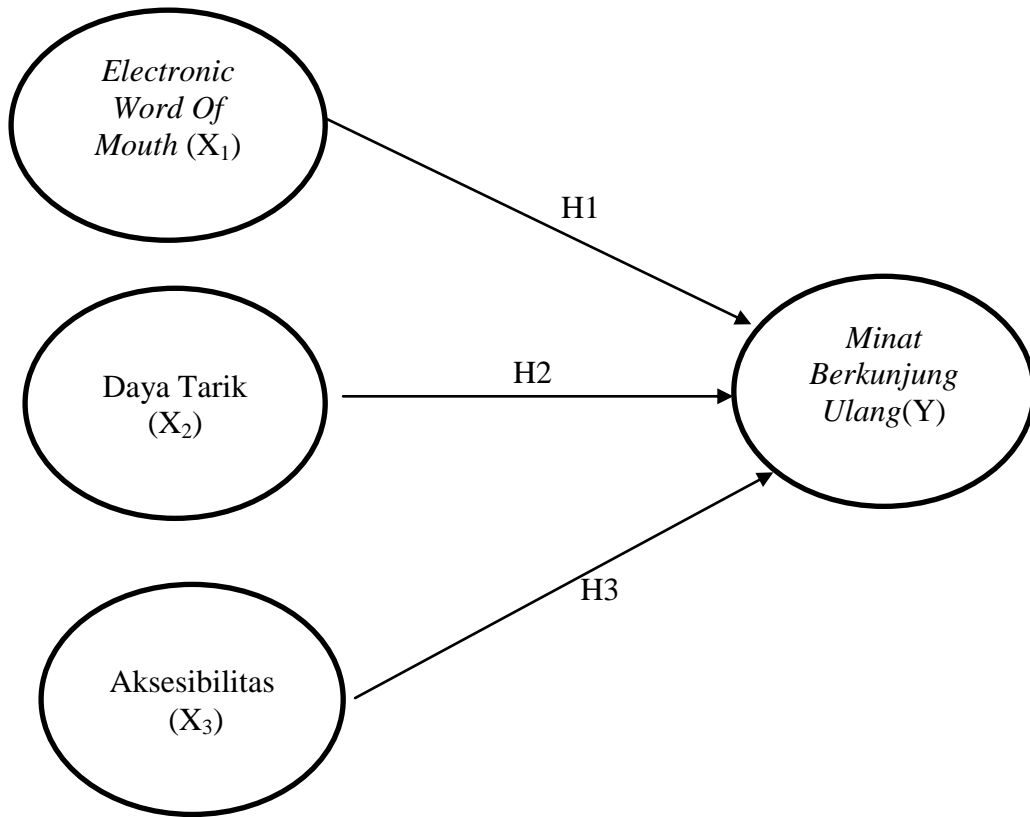 Electronic
Word Of
Mouth (X₁)
H1
Minat
Berkunjung
Ulang(Y)
Daya Tarik
(X₂)
H2
H3
Aksesibilitas
(X₃)